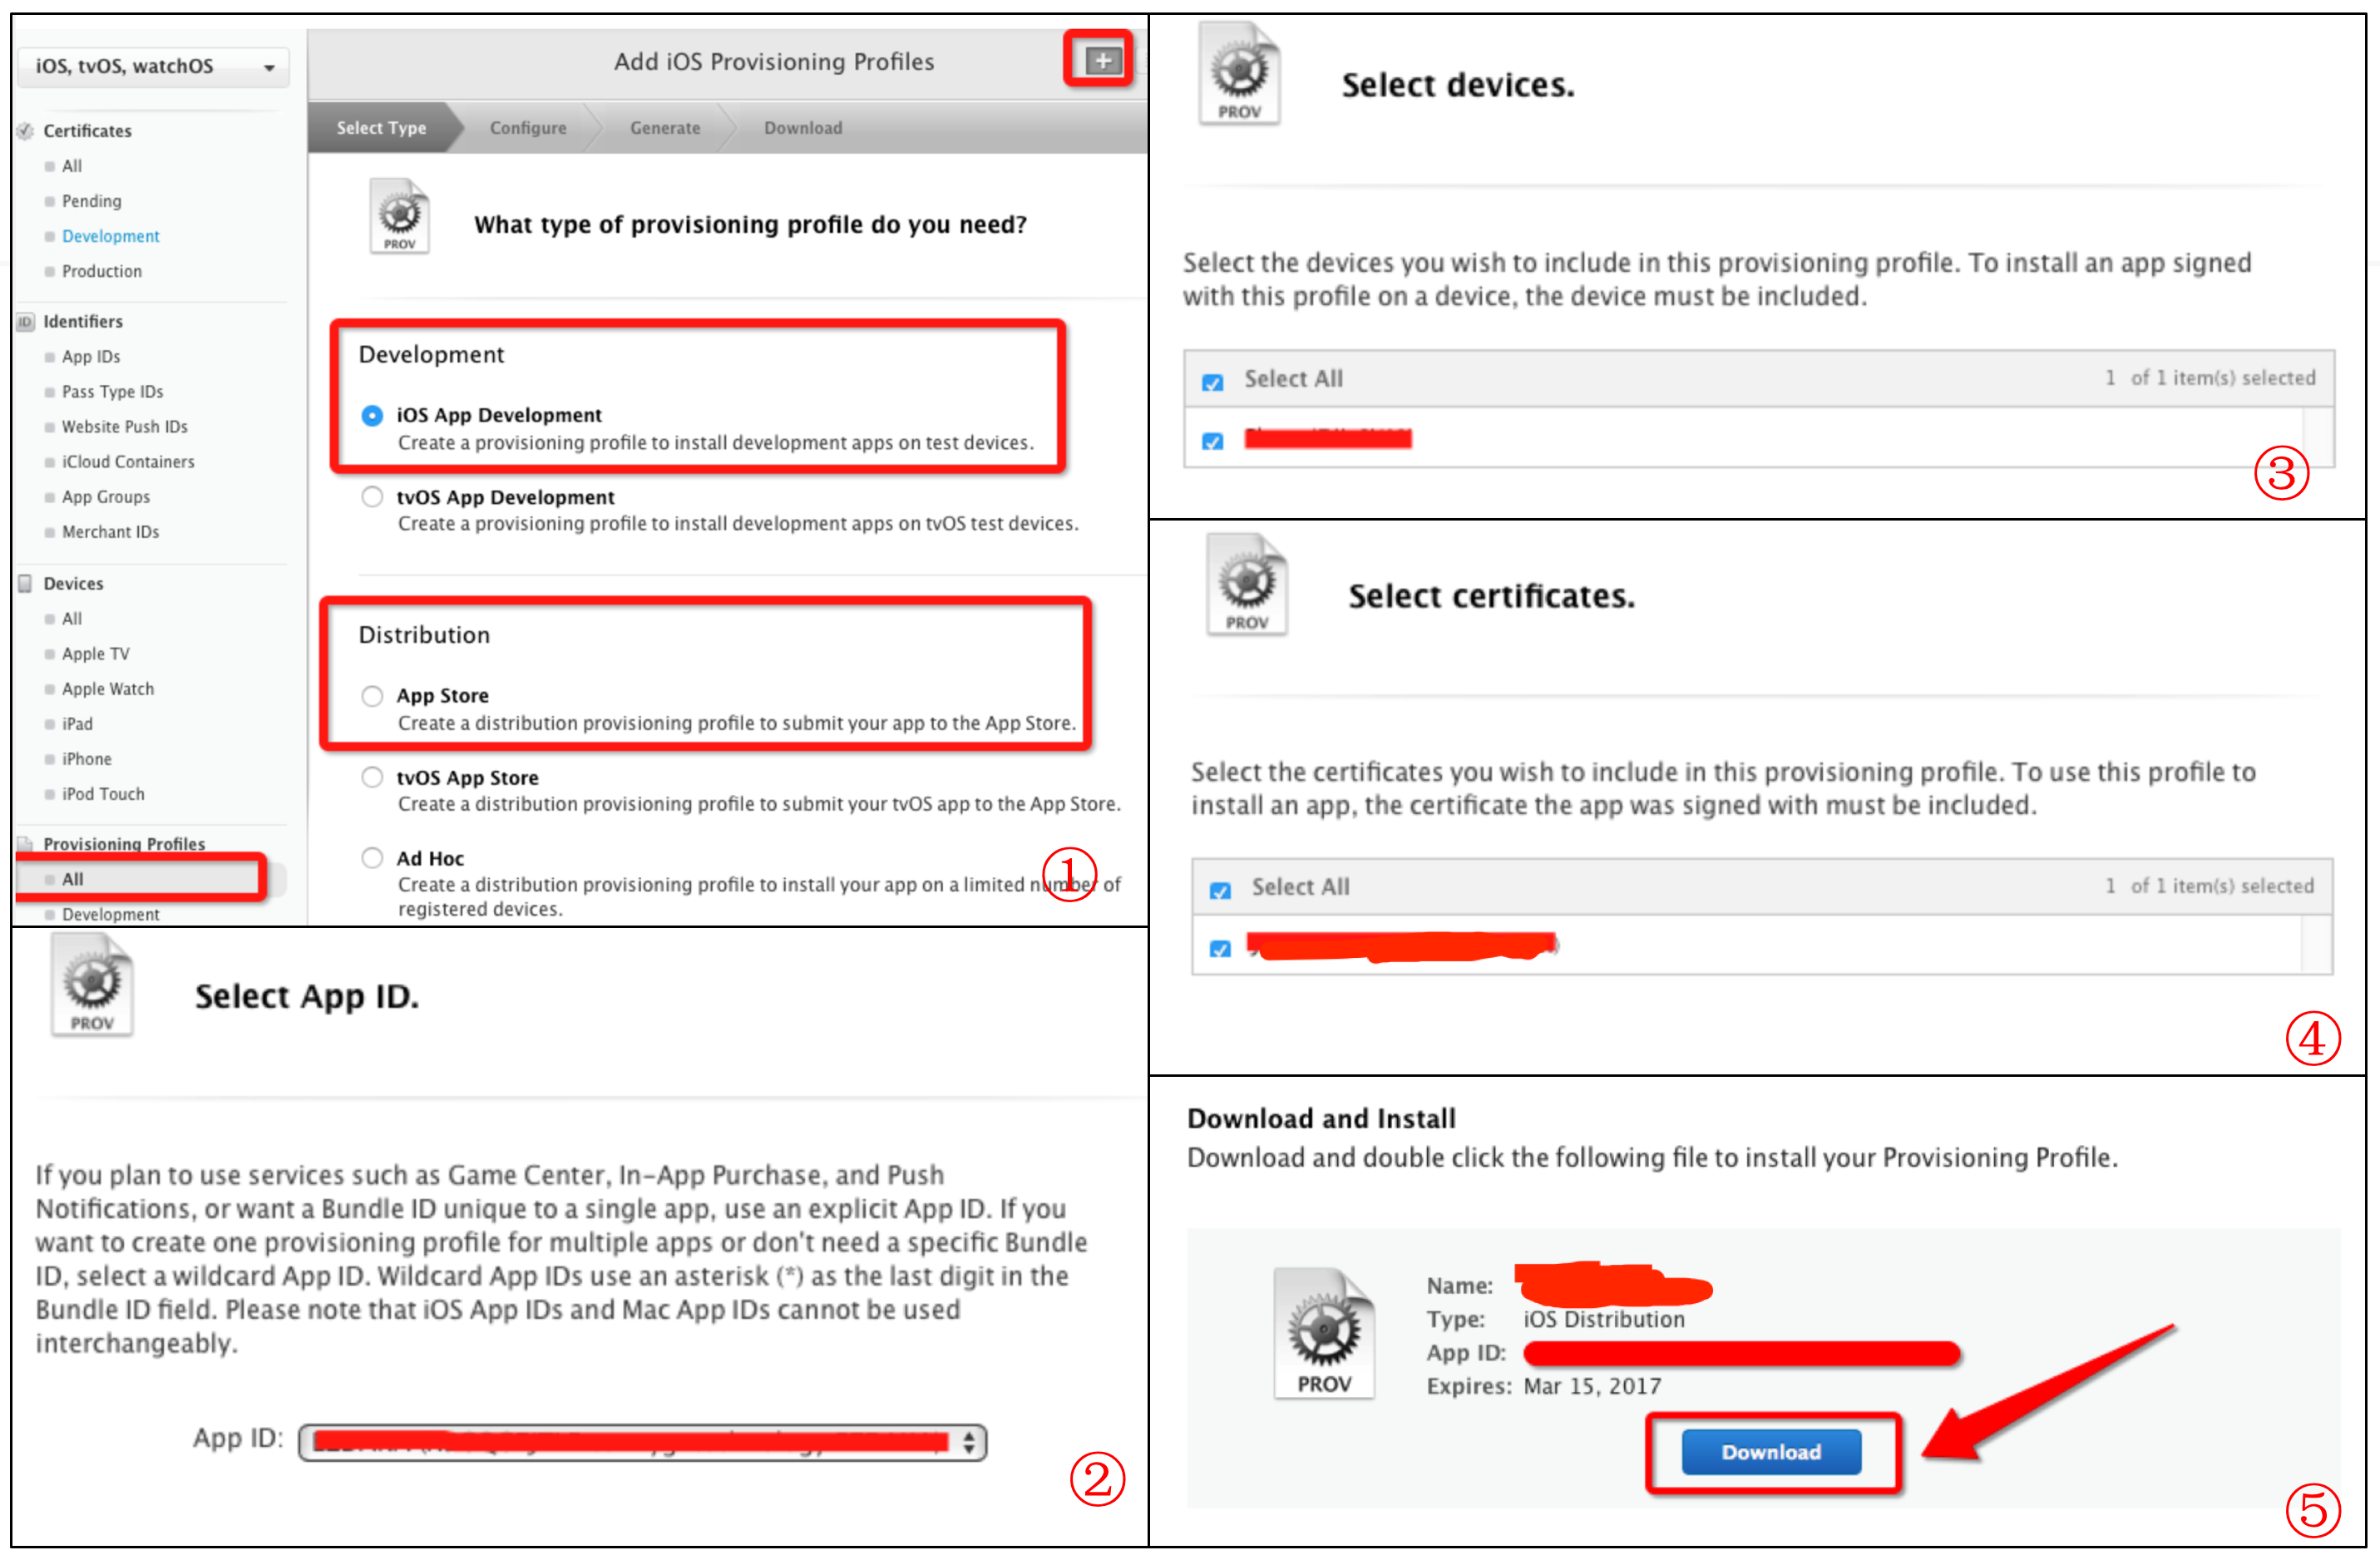 iOS, tvOS, watchOS
Certificates
All
Pending
Development
Production
ID Identifiers
App IDs
Pass Type IDs
Website Push IDs
iCloud Containers
App Groups
Merchant IDs
Devices
All
Apple TV
Apple Watch
iPad
iPhone
iPod Touch
Provisioning Profiles
All
Development
Add iOS Provisioning Profiles
Select Type Configure Generate Download
PROV
What type of provisioning profile do you need?
Development
iOS App Development
Create a provisioning profile to install development apps on test devices.
tvOS App Development
Create a provisioning profile to install development apps on tvOS test devices.
Distribution
App Store
Create a distribution provisioning profile to submit your app to the App Store.
tvOS App Store
Create a distribution provisioning profile to submit your tvOS app to the App Store.
Ad Hoc
Create a distribution provisioning profile to install your app on a limited number of
registered devices.
①
PROV
Select App ID.
If you plan to use services such as Game Center, In-App Purchase, and Push
Notifications, or want a Bundle ID unique to a single app, use an explicit App ID. If you
want to create one provisioning profile for multiple apps or don't need a specific Bundle
ID, select a wildcard App ID. Wildcard App IDs use an asterisk (*) as the last digit in the
Bundle ID field. Please note that iOS App IDs and Mac App IDs cannot be used
interchangeably.
App ID:
②
PROV
Select devices.
Select the devices you wish to include in this provisioning profile. To install an app signed
with this profile on a device, the device must be included.
Select All 1 of 1 item(s) selected
③
PROV
Select certificates.
Select the certificates you wish to include in this provisioning profile. To use this profile to
install an app, the certificate the app was signed with must be included.
Select All 1 of 1 item(s) selected
④
Download and Install
Download and double click the following file to install your Provisioning Profile.
PROV
Name:
Type: iOS Distribution
App ID:
Expires: Mar 15, 2017
Download
⑤